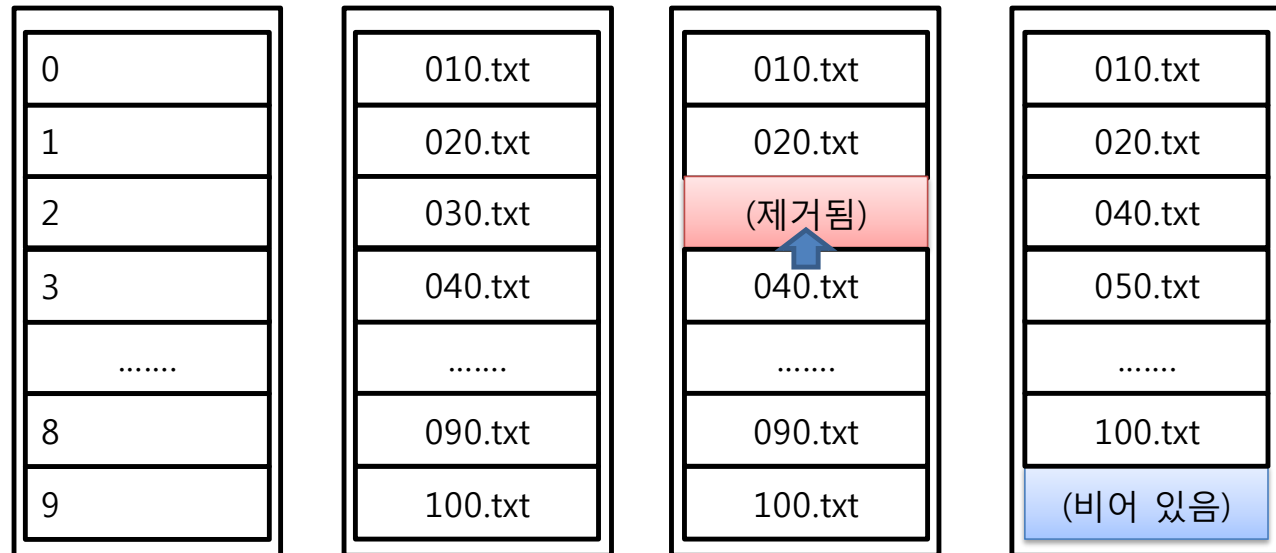 0
1
2
3
.......
8
9
010.txt
020.txt
030.txt
040.txt
.......
090.txt
100.txt
010.txt
020.txt
(제거됨)
040.txt
.......
090.txt
100.txt
010.txt
020.txt
040.txt
050.txt
.......
100.txt
(비어 있음)